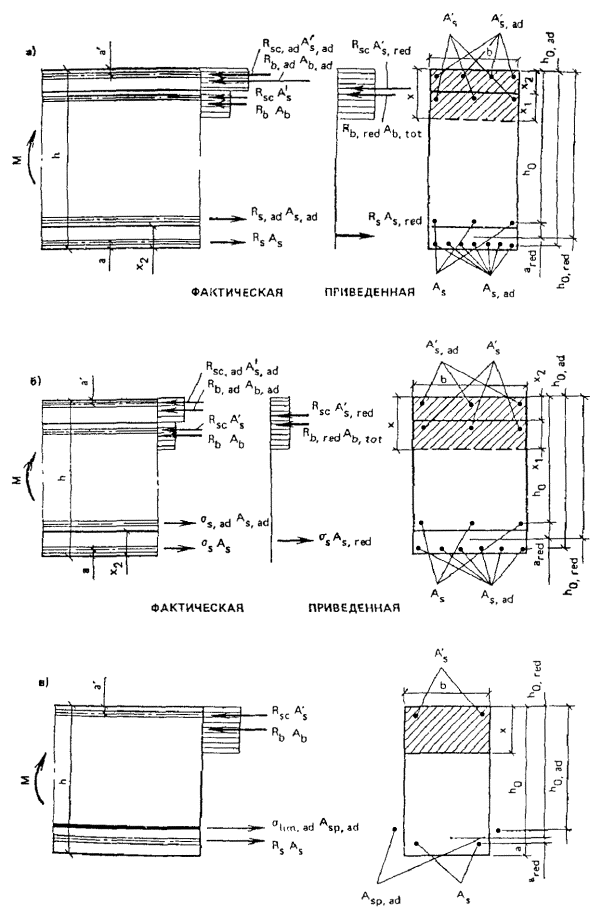 а)
a'
R_sc, ad A'_s, ad
R_b, ad A_b, ad
R_sc A'_s
R_b A_b
M
h
R_s, ad A_s, ad
R_s A_s
a
x_2
R_sc A'_s, red
x
R_b, red A_b, tot
R_s A_s, red
A'_s
A'_s, ad
b
x_2
x_1
h_0
h_0, ad
a_red
h_0, red
A_s
A_s, ad
ФАКТИЧЕСКАЯ
ПРИВЕДЕННАЯ
б)
a'
R_sc, ad A'_s, ad
R_b, ad A_b, ad
R_sc A'_s
R_b A_b
M
h
σ_s, ad A_s, ad
σ_s A_s
a
x_2
R_sc A'_s, red
R_b, red A_b, tot
σ_s A_s, red
A'_s, ad
A'_s
b
x
x_2
x_1
h_0
h_0, ad
a_red
h_0, red
A_s
A_s, ad
ФАКТИЧЕСКАЯ
ПРИВЕДЕННАЯ
в)
a'
R_sc A'_s
R_b A_b
M
h
σ_lim, ad A_sp, ad
R_s A_s
A'_s
b
x
h_0
h_0, ad
h_0, red
a
a_red
A_sp, ad
A_s